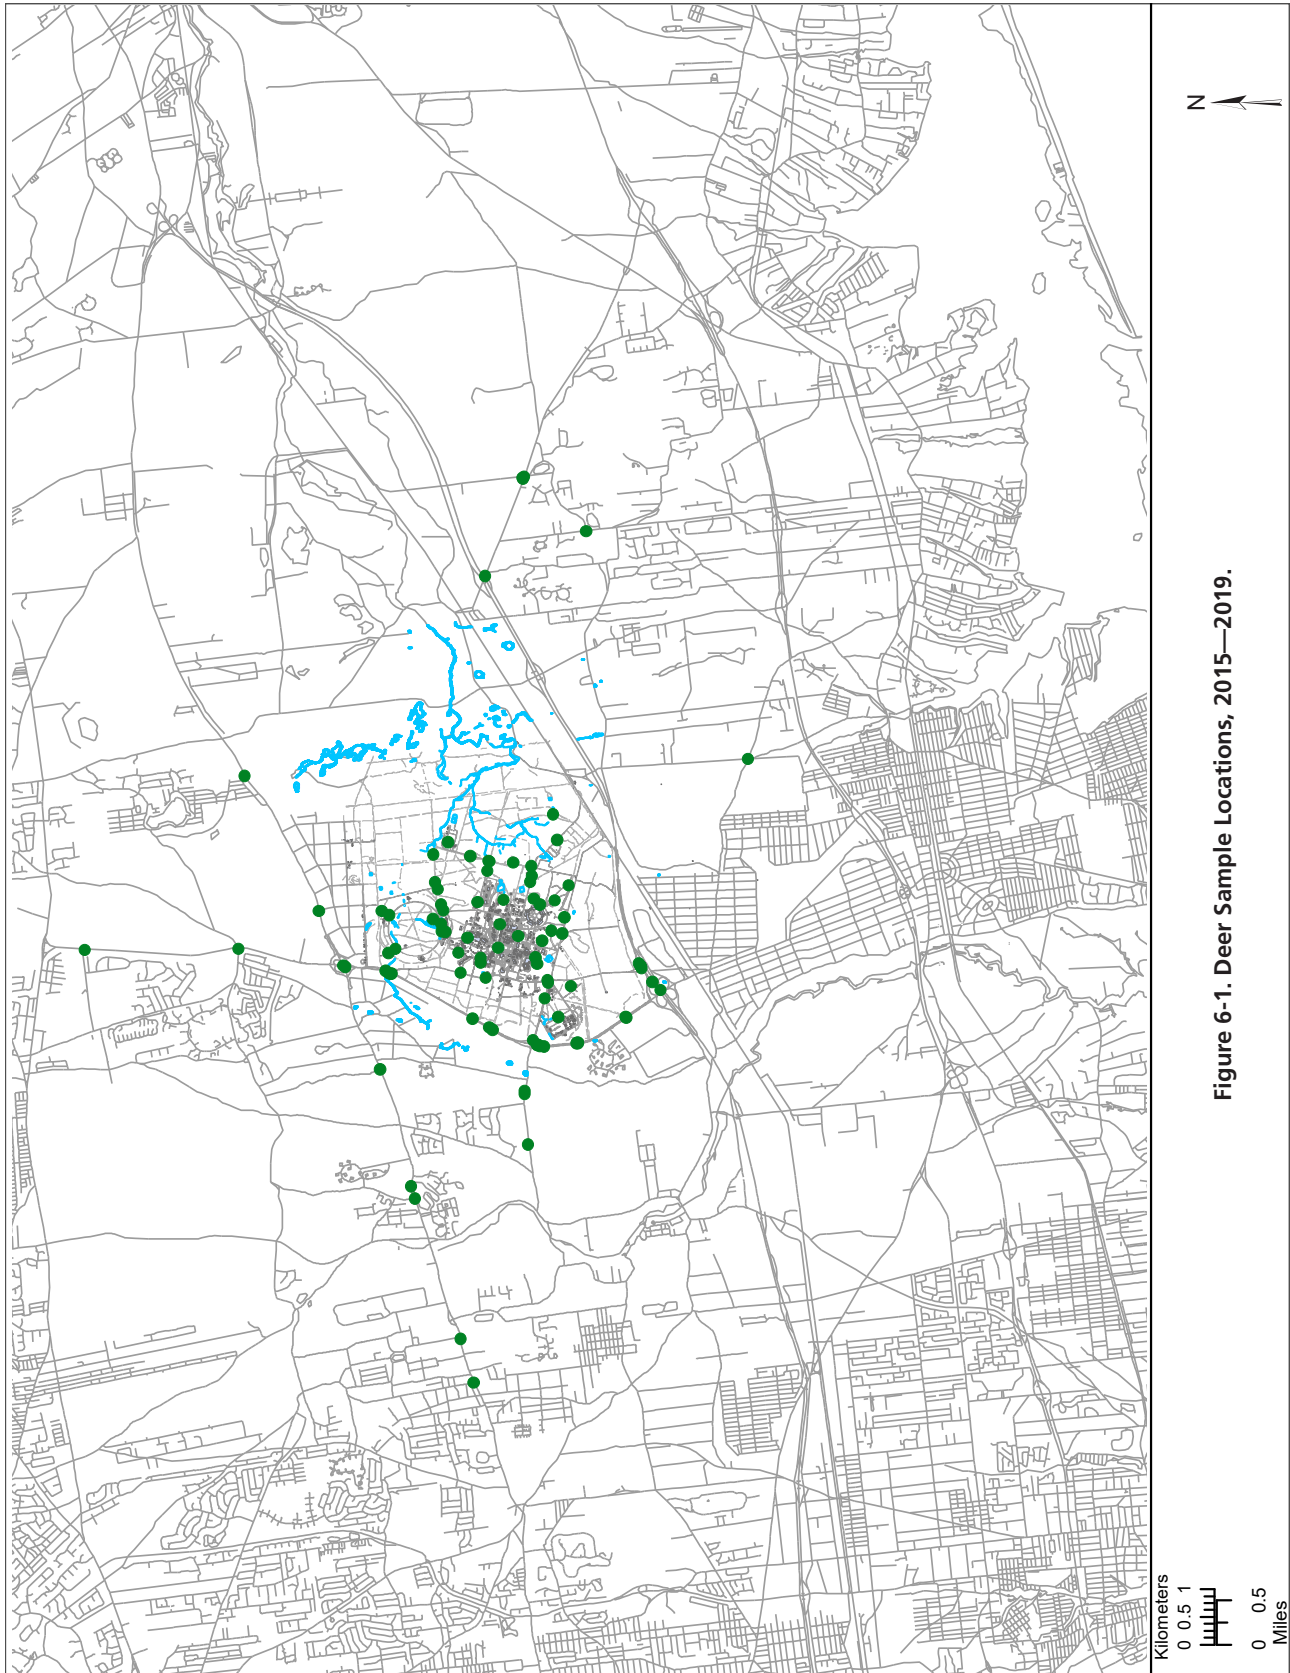 N
Figure 6-1. Deer Sample Locations, 2015—2019.
Kilometers
0 0.5 1
0 0.5
Miles